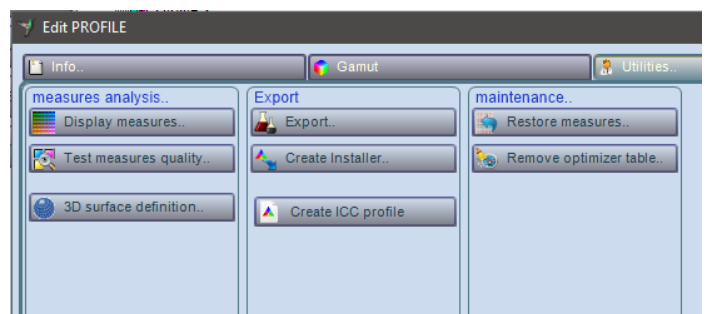 Edit PROFILE
Info..
Gamut
Utilities..
measures analysis..
Display measures..
Test measures quality..
3D surface definition..
Export
Export..
Create Installer..
Create ICC profile
maintenance..
Restore measures..
Remove optimizer table..